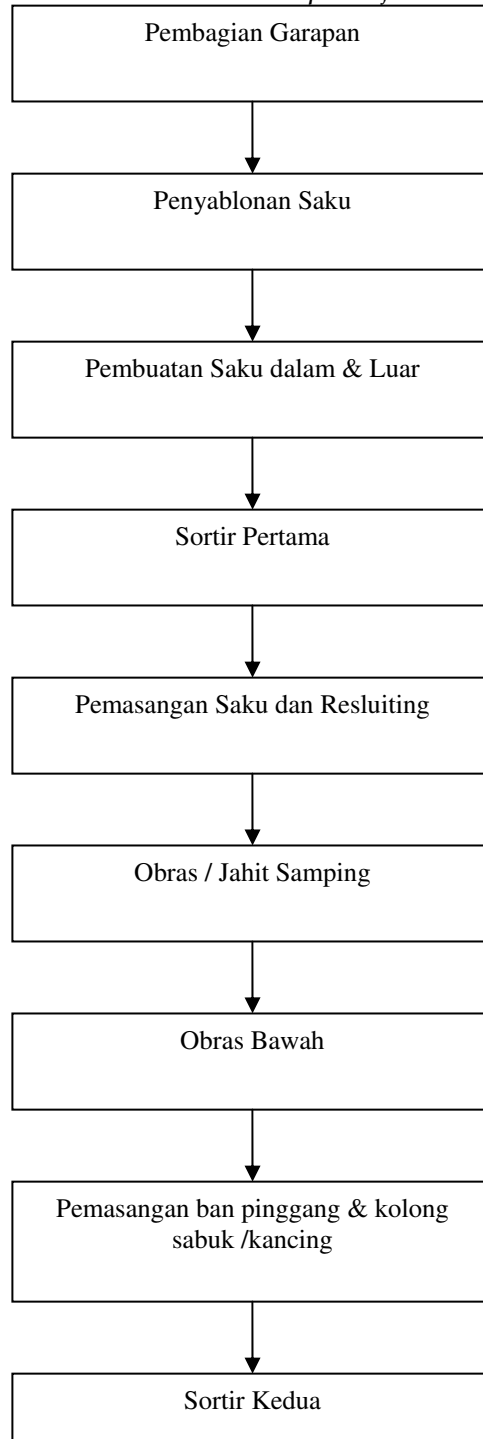 Pembagian Garapan
Penyablonan Saku
Pembuatan Saku dalam & Luar
Sortir Pertama
Pemasangan Saku dan Resluiting
Obras / Jahit Samping
Obras Bawah
Pemasangan ban pinggang & kolong
sabuk /kancing
Sortir Kedua